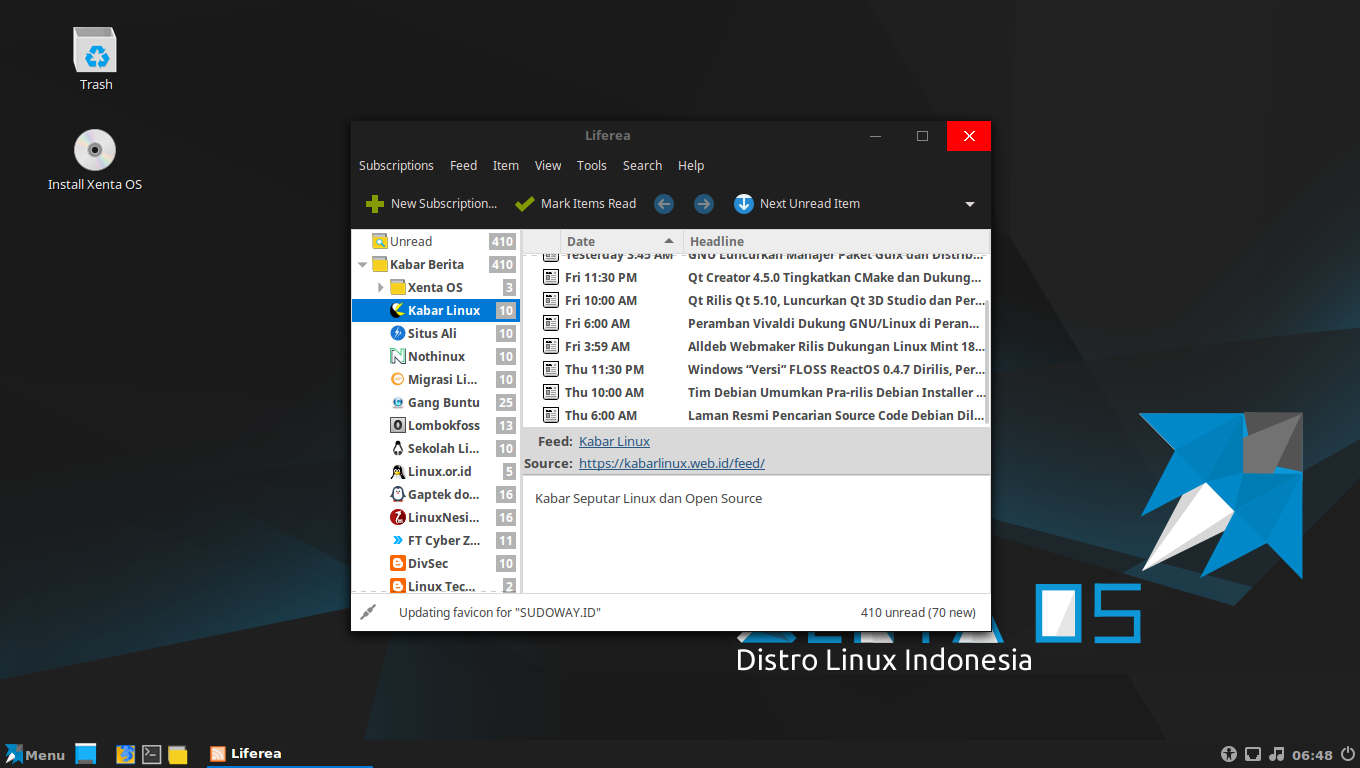 Trash
Install Xenta OS
Liferea
Subscriptions Feed Item View Tools Search Help
New Subscription... Mark Items Read Next Unread Item
Unread 410
Kabar Berita 410
Xenta OS 3
Kabar Linux 10
Situs Ali 10
Nothinux 10
Migrasi Li... 10
Gang Buntu 25
Lombokfoss 13
Sekolah Li... 10
Linux.or.id 5
Gaptek do... 16
LinuxNesi... 16
FT Cyber Z... 11
DivSec 10
Linux Tec... 2
Date Headline
Yesterday 3:45 AM GNU Luncurkan Manajer Paket Guix dan Distrib...
Fri 11:30 PM Qt Creator 4.5.0 Tingkatkan CMake dan Dukung...
Fri 10:00 AM Qt Rilis Qt 5.10, Luncurkan Qt 3D Studio dan Per...
Fri 6:00 AM Peramban Vivaldi Dukung GNU/Linux di Peran...
Fri 3:59 AM Alldeb Webmaker Rilis Dukungan Linux Mint 18...
Thu 11:30 PM Windows “Versi” FLOSS ReactOS 0.4.7 Dirilis, Per...
Thu 10:00 AM Tim Debian Umumkan Pra-rilis Debian Installer ...
Thu 6:00 AM Laman Resmi Pencarian Source Code Debian Dil...
Feed: Kabar Linux
Source: https://kabarlinux.web.id/feed/
Kabar Seputar Linux dan Open Source
Updating favicon for "SUDOWAY.ID" 410 unread (70 new)
XENTA OS
Distro Linux Indonesia
Menu Liferea 06:48